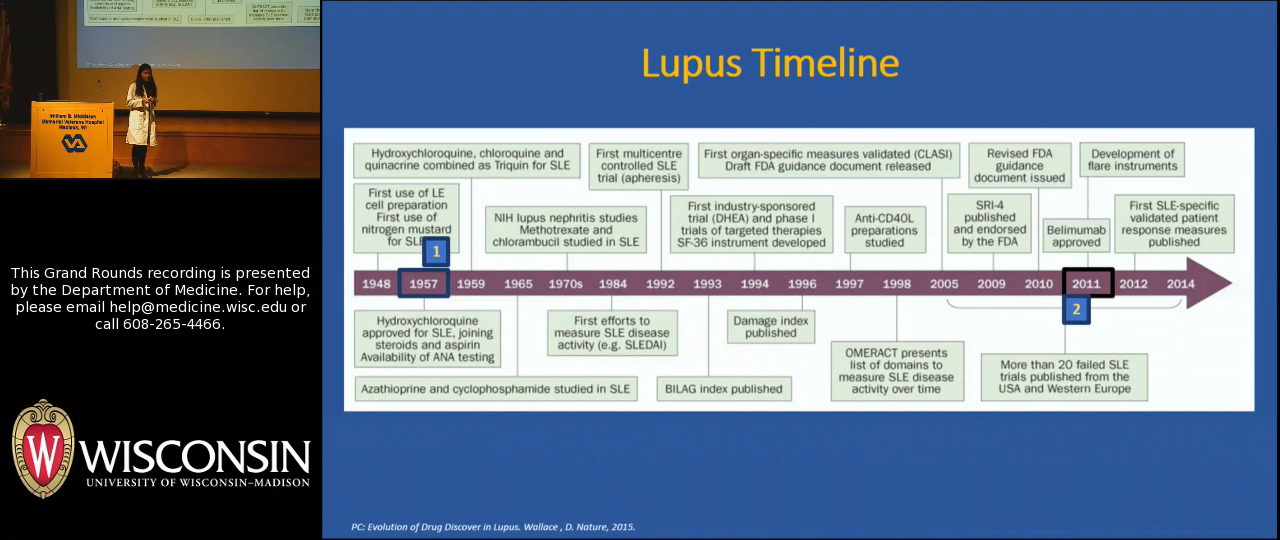 Lupus Timeline
Hydroxychloroquine, chloroquine and
quinacrine combined as Triquin for SLE
First multicentre
controlled SLE
trial (apheresis)
First organ-specific measures validated (CLASI)
Draft FDA guidance document released
Revised FDA
guidance
document issued
Development of
flare instruments
First use of LE
cell preparation
First use of
nitrogen mustard
for SLE
NIH lupus nephritis studies
Methotrexate and
chlorambucil studied in SLE
First industry-sponsored
trial (DHEA) and phase I
trials of targeted therapies
SF-36 instrument developed
Anti-CD40L
preparations
studied
SRI-4
published
and endorsed
by the FDA
Belimumab
approved
First SLE-specific
validated patient
response measures
published
1
1948 1957 1959 1965 1970s 1984 1992 1993 1994 1996 1997 1998 2005 2009 2010 2011 2012 2014
2
Hydroxychloroquine
approved for SLE, joining
steroids and aspirin
Availability of ANA testing
First efforts to
measure SLE disease
activity (e.g. SLEDAI)
Damage index
published
OMERACT presents
list of domains to
measure SLE disease
activity over time
More than 20 failed SLE
trials published from the
USA and Western Europe
Azathioprine and cyclophosphamide studied in SLE
BILAG index published
PC: Evolution of Drug Discover in Lupus. Wallace , D. Nature, 2015.
William S. Middleton
Memorial Veterans Hospital
Madison, WI
VA
This Grand Rounds recording is presented
by the Department of Medicine. For help,
please email help@medicine.wisc.edu or
call 608-265-4466.
W
WISCONSIN
UNIVERSITY OF WISCONSIN–MADISON